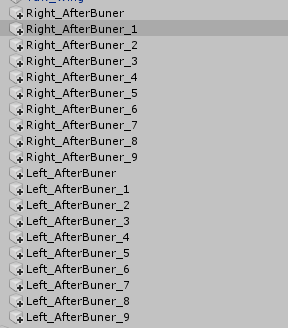 Right_AfterBuner
Right_AfterBuner_1
Right_AfterBuner_2
Right_AfterBuner_3
Right_AfterBuner_4
Right_AfterBuner_5
Right_AfterBuner_6
Right_AfterBuner_7
Right_AfterBuner_8
Right_AfterBuner_9
Left_AfterBuner
Left_AfterBuner_1
Left_AfterBuner_2
Left_AfterBuner_3
Left_AfterBuner_4
Left_AfterBuner_5
Left_AfterBuner_6
Left_AfterBuner_7
Left_AfterBuner_8
Left_AfterBuner_9